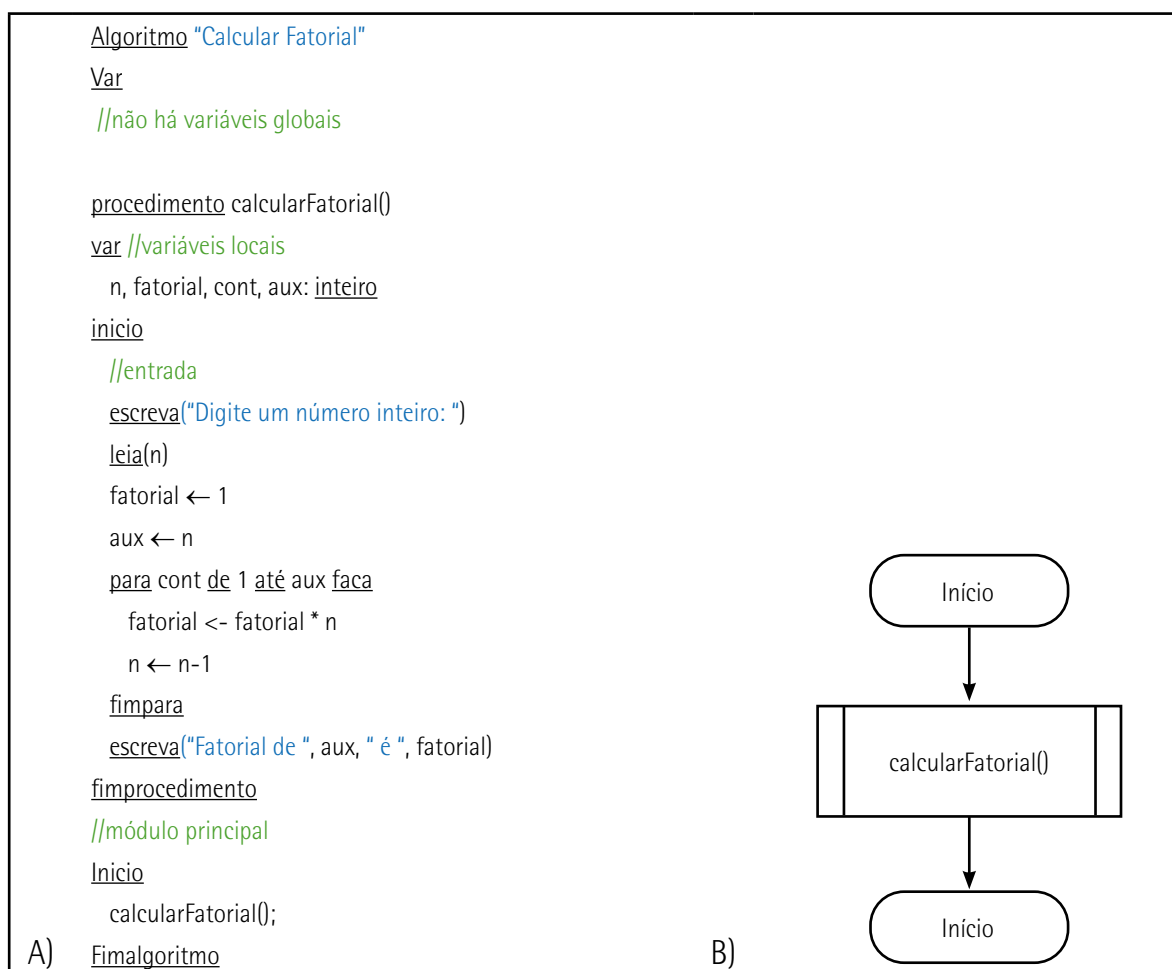 Algoritmo “Calcular Fatorial”
Var
//não há variáveis globais
procedimento calcularFatorial()
var //variáveis locais
n, fatorial, cont, aux: inteiro
inicio
//entrada
escreva(“Digite um número inteiro: “)
leia(n)
fatorial ← 1
aux ← n
para cont de 1 até aux faca
fatorial <- fatorial * n
n ← n-1
fimpara
escreva(“Fatorial de “, aux, “ é “, fatorial)
fimprocedimento
//módulo principal
Inicio
calcularFatorial();
A) Fimalgoritmo
Início
calcularFatorial()
Início
B)